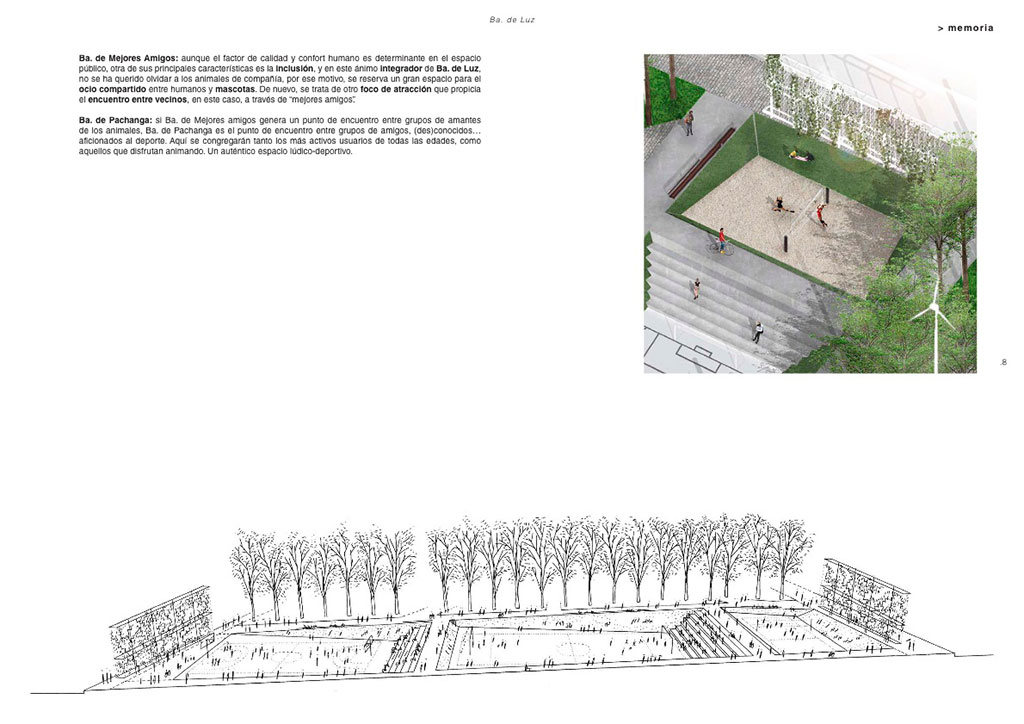 Ba. de Luz
> memoria
Ba. de Mejores Amigos: aunque el factor de calidad y confort humano es determinante en el espacio
público, otra de sus principales características es la inclusión, y en este ánimo integrador de Ba. de Luz,
no se ha querido olvidar a los animales de compañía, por ese motivo, se reserva un gran espacio para el
ocio compartido entre humanos y mascotas. De nuevo, se trata de otro foco de atracción que propicia
el encuentro entre vecinos, en este caso, a través de "mejores amigos".
Ba. de Pachanga: si Ba. de Mejores amigos genera un punto de encuentro entre grupos de amantes
de los animales, Ba. de Pachanga es el punto de encuentro entre grupos de amigos, (des)conocidos...
aficionados al deporte. Aquí se congregarán tanto los más activos usuarios de todas las edades, como
aquellos que disfrutan animando. Un auténtico espacio lúdico-deportivo.
.8